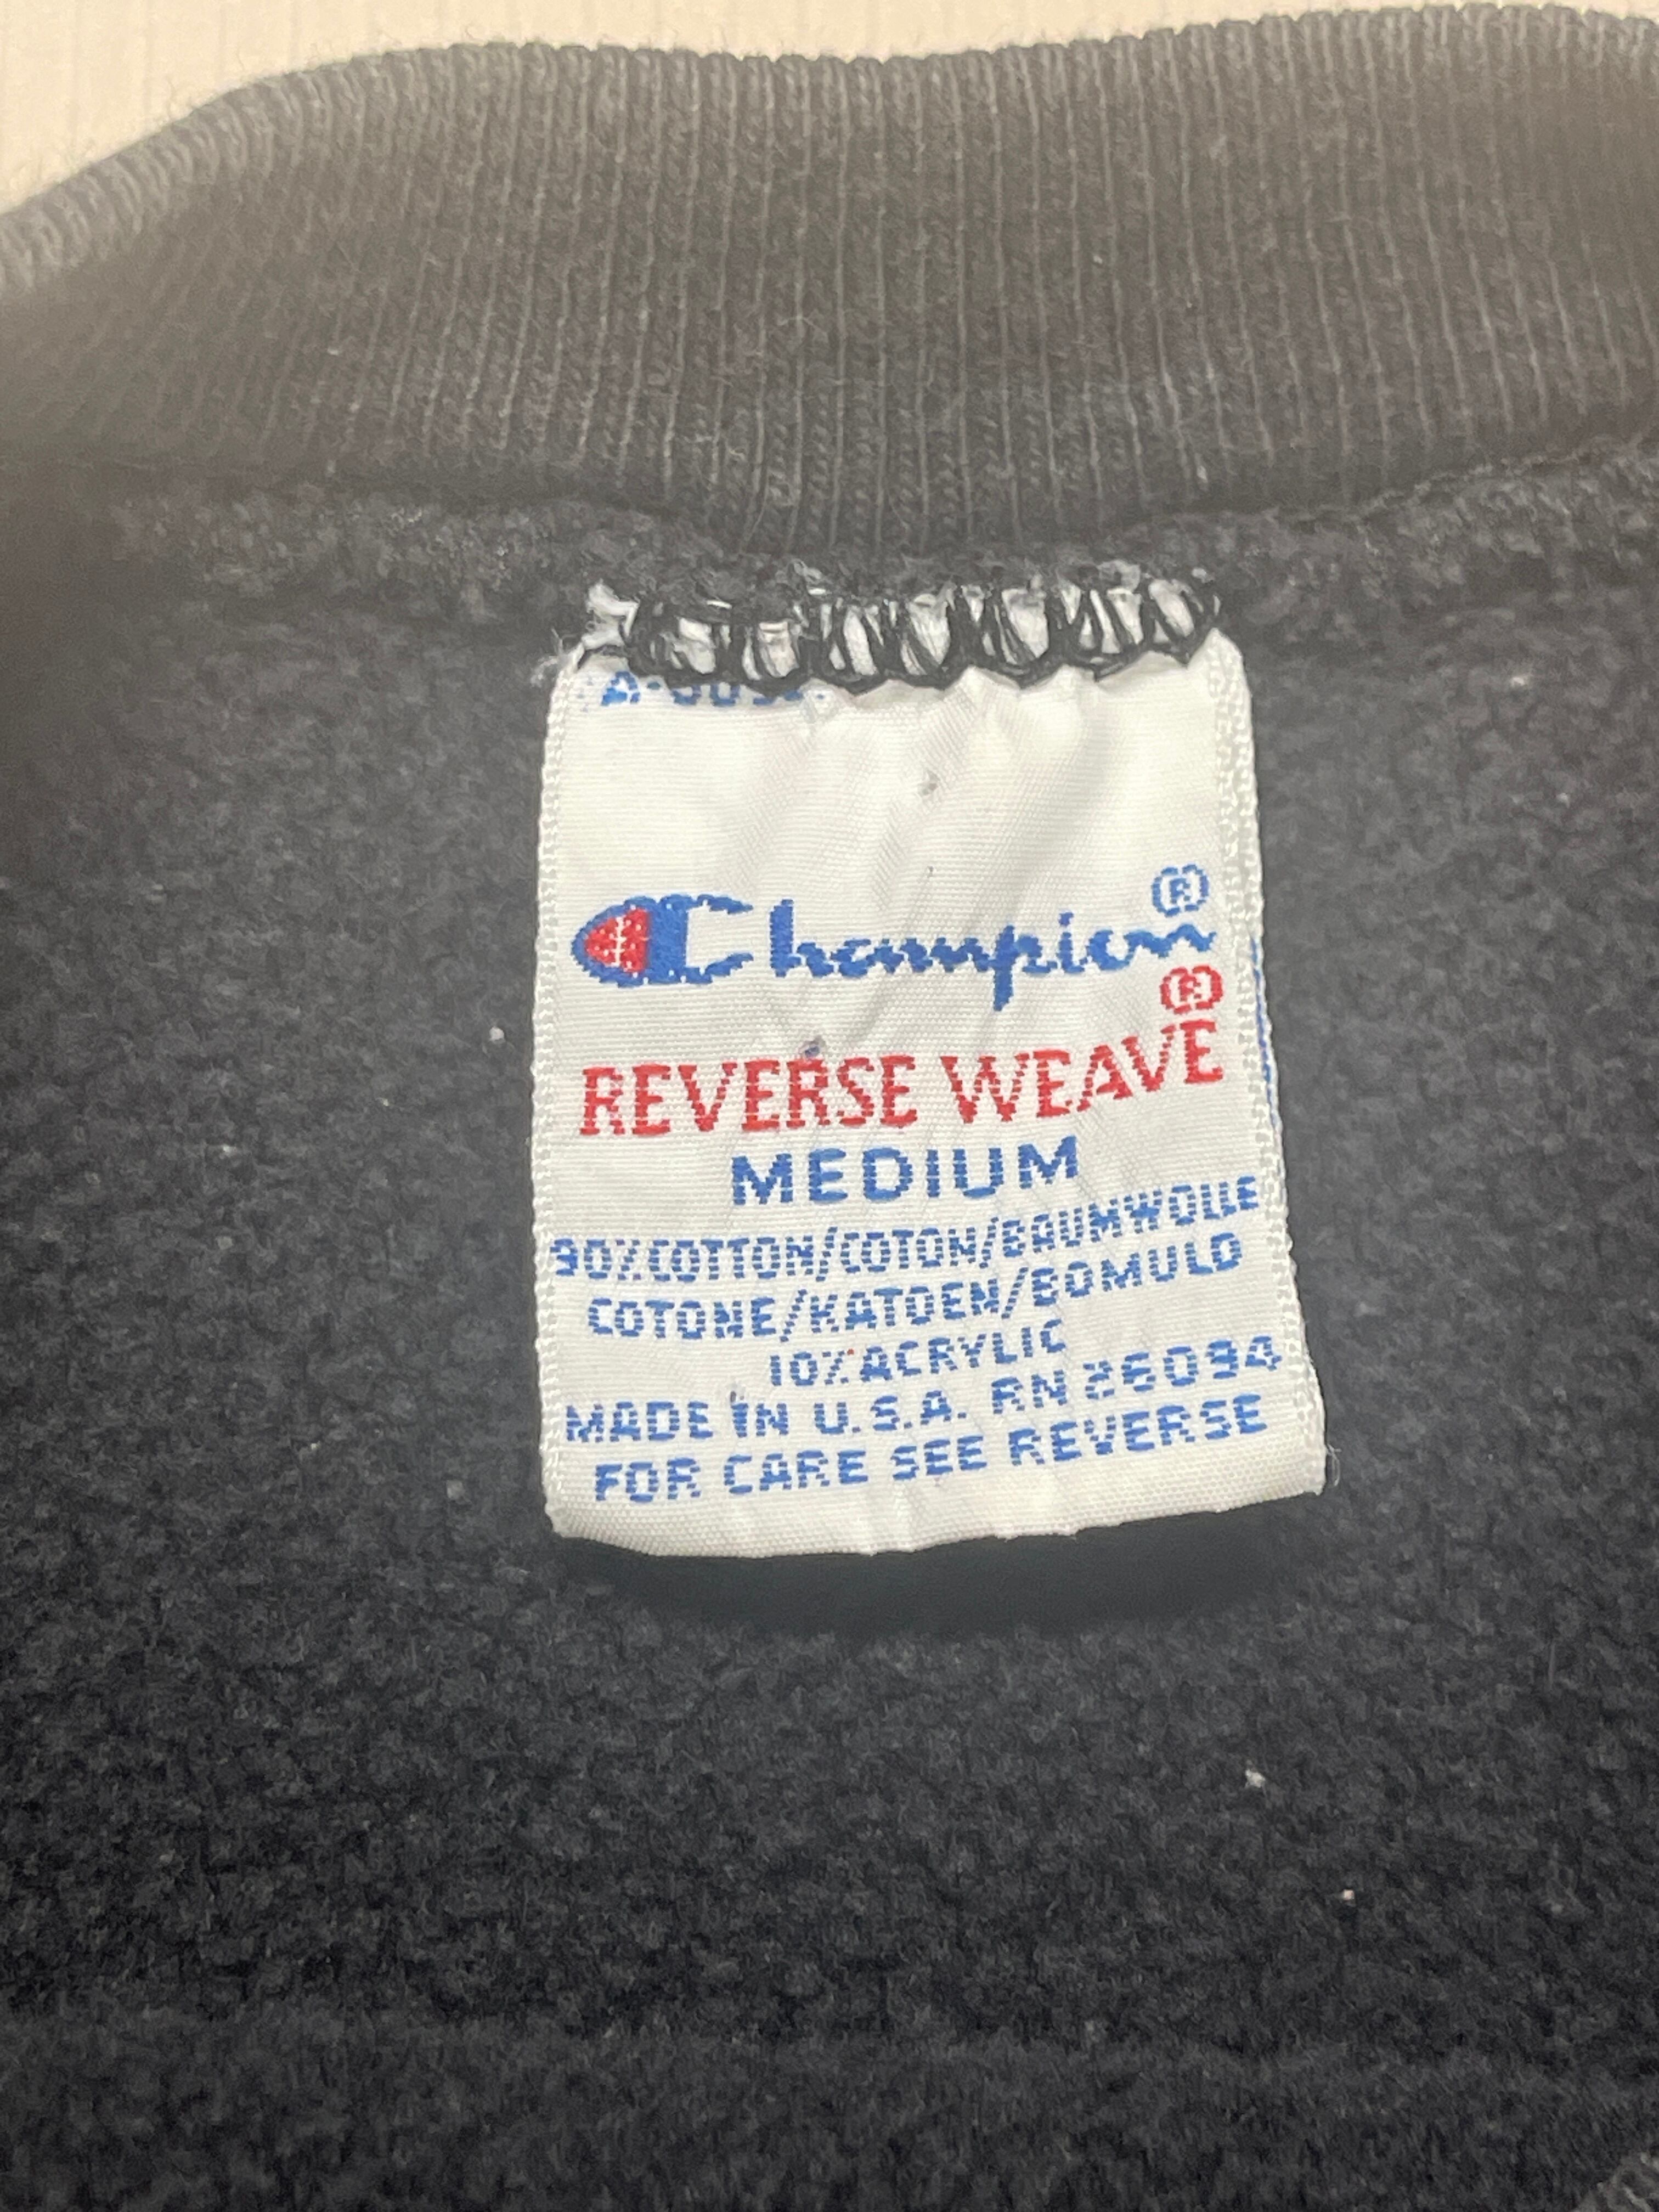 Champion®
REVERSE WEAVE®
MEDIUM
90%COTTON/COTON/BAUMWOLLE
COTONE/KATOEN/BOMULD
10%ACRYLIC
MADE IN U.S.A. RN 26094
FOR CARE SEE REVERSE